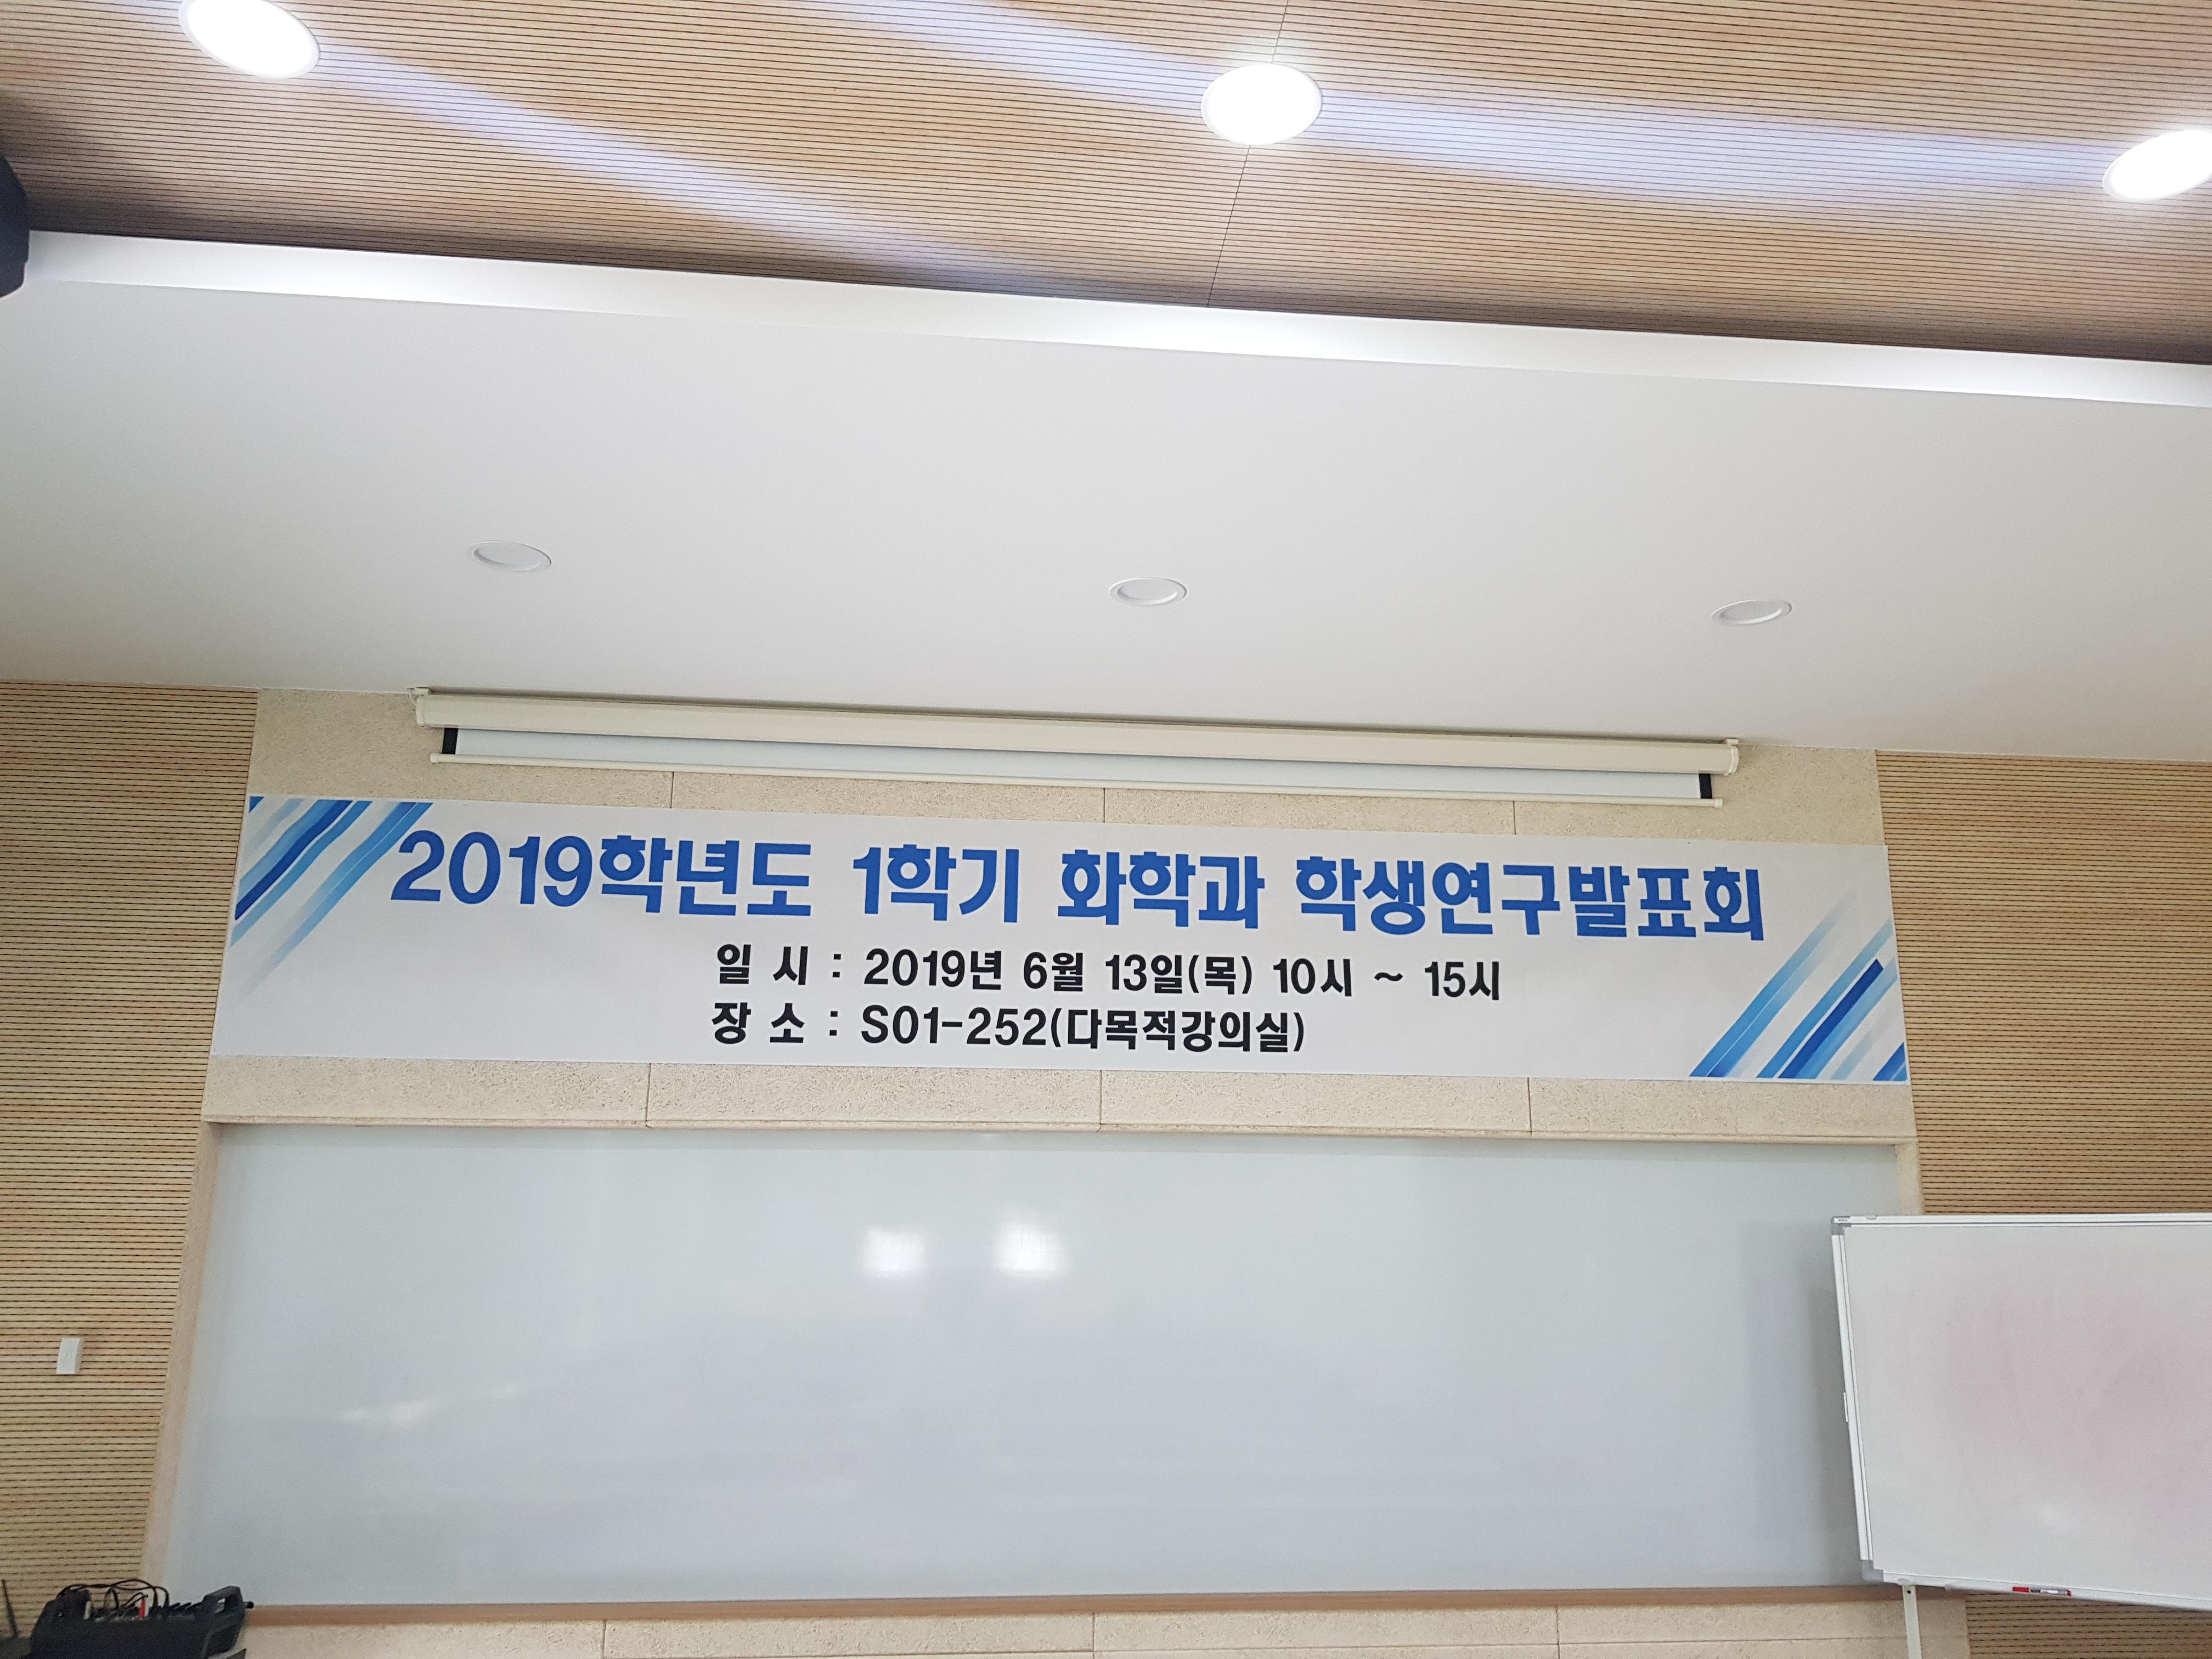 2019학년도 1학기 화학과 학생연구발표회
일 시 : 2019년 6월 13일(목) 10시 ~ 15시
장 소 : S01-252(다목적강의실)